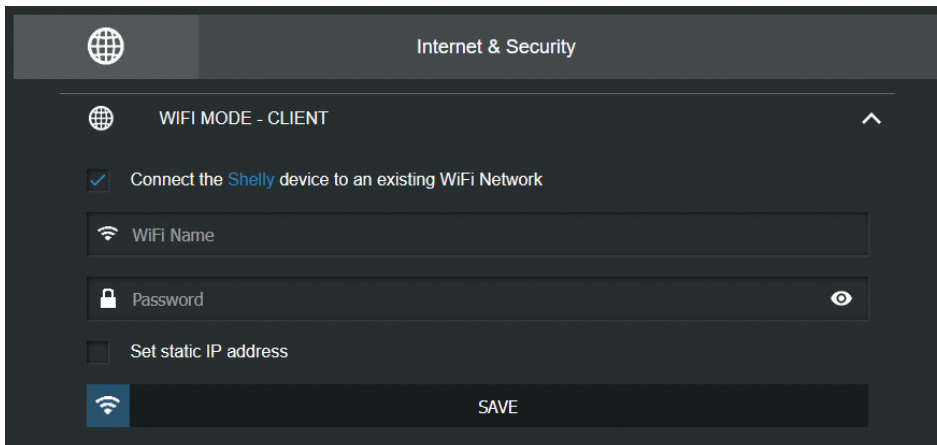 Internet & Security
WIFI MODE - CLIENT
Connect the Shelly device to an existing WiFi Network
WiFi Name
Password
Set static IP address
SAVE